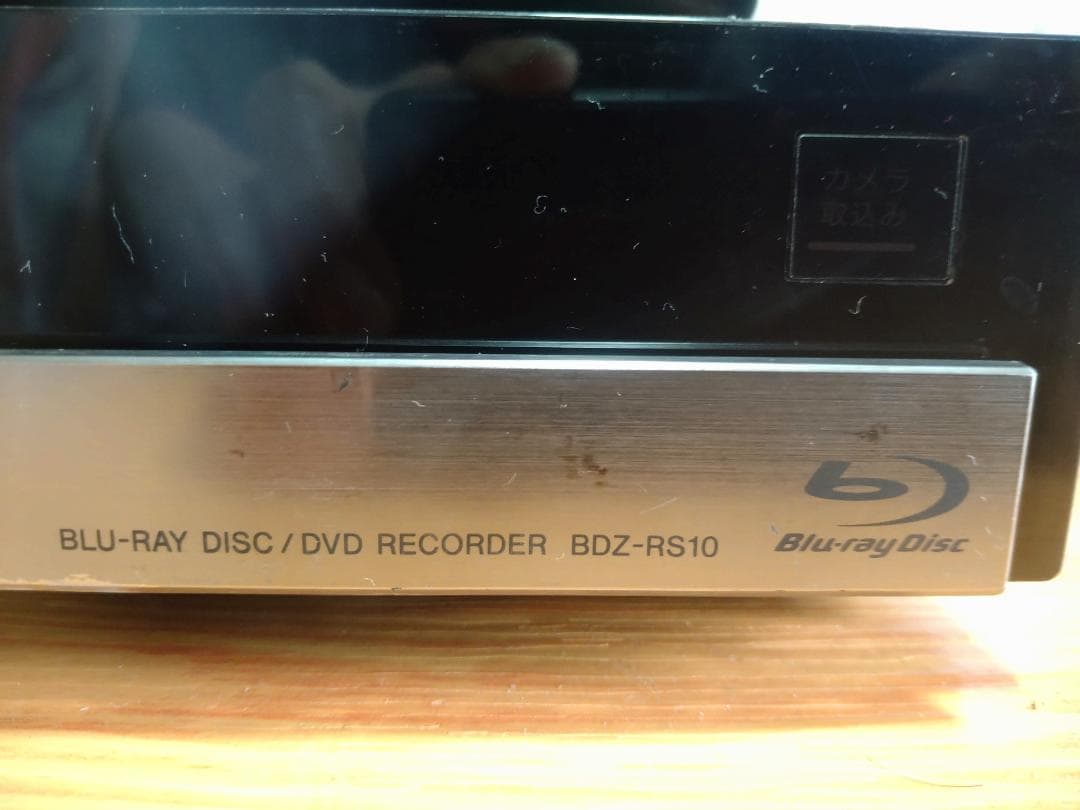 カメラ
取込み
BLU-RAY DISC / DVD RECORDER BDZ-RS10
Blu-ray Disc